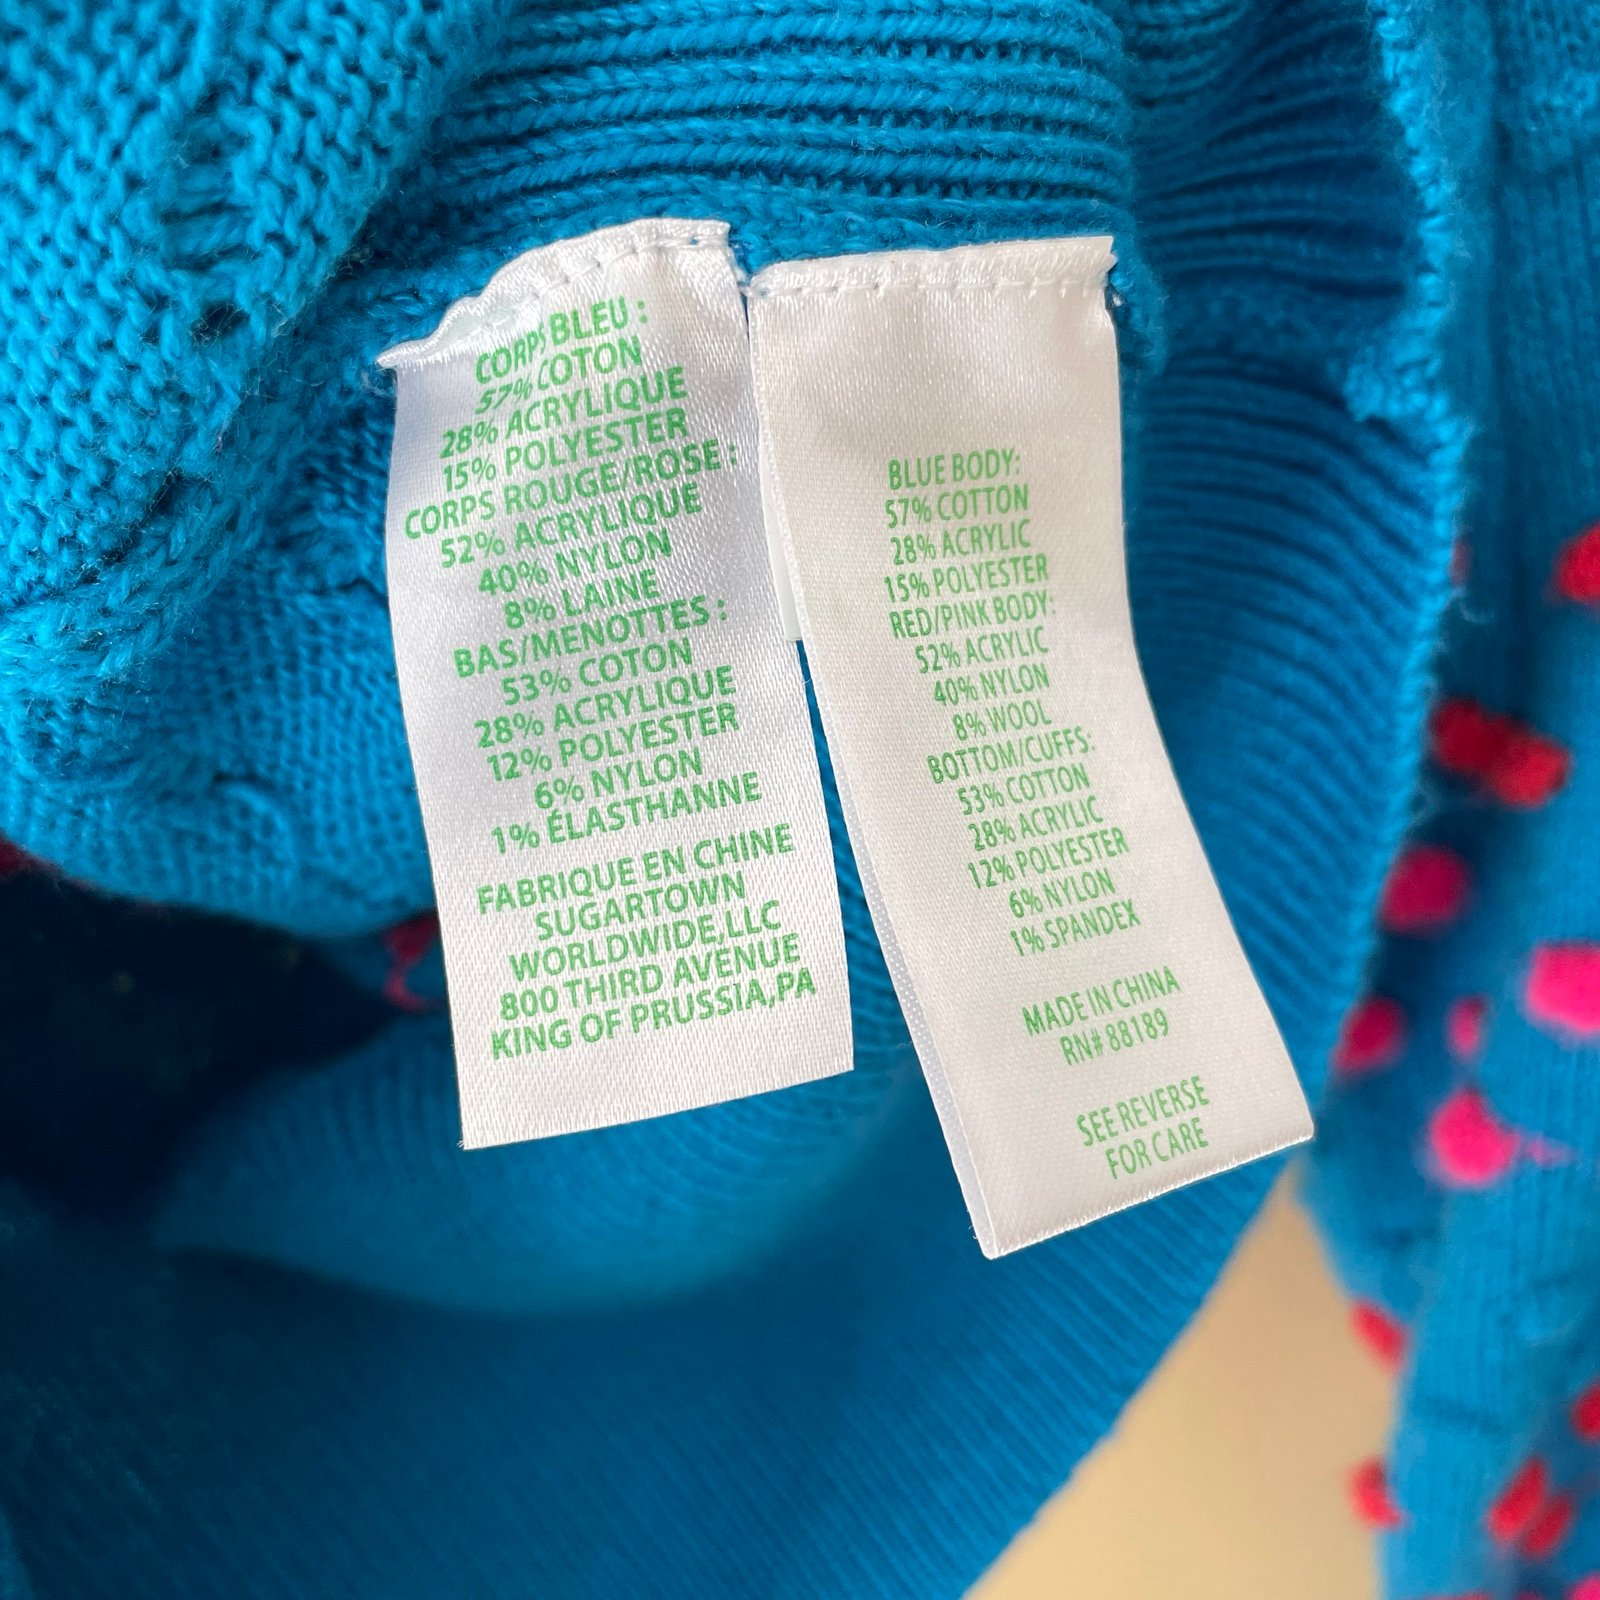 CORPS BLEU :
57% COTON
28% ACRYLIQUE
15% POLYESTER
CORPS ROUGE/ROSE :
52% ACRYLIQUE
40% NYLON
8% LAINE
BAS/MENOTTES :
53% COTON
28% ACRYLIQUE
12% POLYESTER
6% NYLON
1% ÉLASTHANNE
FABRIQUE EN CHINE
SUGARTOWN
WORLDWIDE,LLC
800 THIRD AVENUE
KING OF PRUSSIA,PA
BLUE BODY:
57% COTTON
28% ACRYLIC
15% POLYESTER
RED/PINK BODY:
52% ACRYLIC
40% NYLON
8% WOOL
BOTTOM/CUFFS:
53% COTTON
28% ACRYLIC
12% POLYESTER
6% NYLON
1% SPANDEX
MADE IN CHINA
RN# 88189
SEE REVERSE
FOR CARE